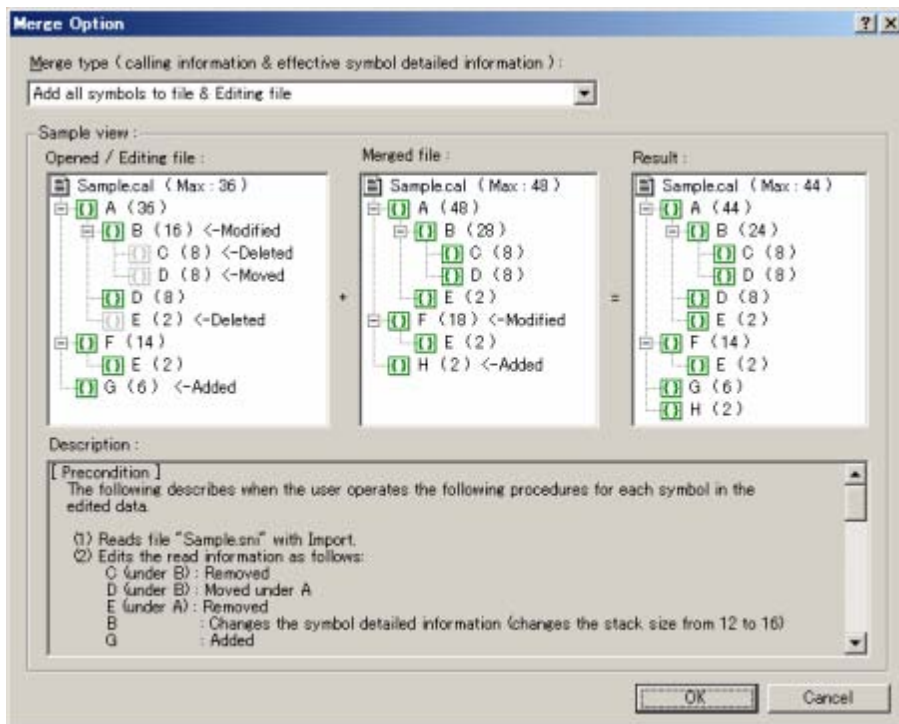 Merge Option
Merge type ( calling information & effective symbol detailed information ) :
Add all symbols to file & Editing file
Sample view :
Opened / Editing file :
Sample.cal ( Max : 36 )
A ( 36 )
B ( 16 ) <-Modified
C ( 8 ) <-Deleted
D ( 8 ) <-Moved
D ( 8 )
E ( 2 ) <-Deleted
F ( 14 )
E ( 2 )
G ( 6 ) <-Added
+
Merged file :
Sample.cal ( Max : 48 )
A ( 48 )
B ( 28 )
C ( 8 )
D ( 8 )
E ( 2 )
F ( 18 ) <-Modified
E ( 2 )
H ( 2 ) <-Added
=
Result :
Sample.cal ( Max : 44 )
A ( 44 )
B ( 24 )
C ( 8 )
D ( 8 )
D ( 8 )
E ( 2 )
F ( 14 )
E ( 2 )
G ( 6 )
H ( 2 )
Description :
[ Precondition ]
The following describes when the user operates the following procedures for each symbol in the
edited data.
(1) Reads file "Sample.sni" with Import.
(2) Edits the read information as follows:
C (under B) : Removed
D (under B) : Moved under A
E (under A) : Removed
B : Changes the symbol detailed information (changes the stack size from 12 to 16)
G : Added
OK
Cancel